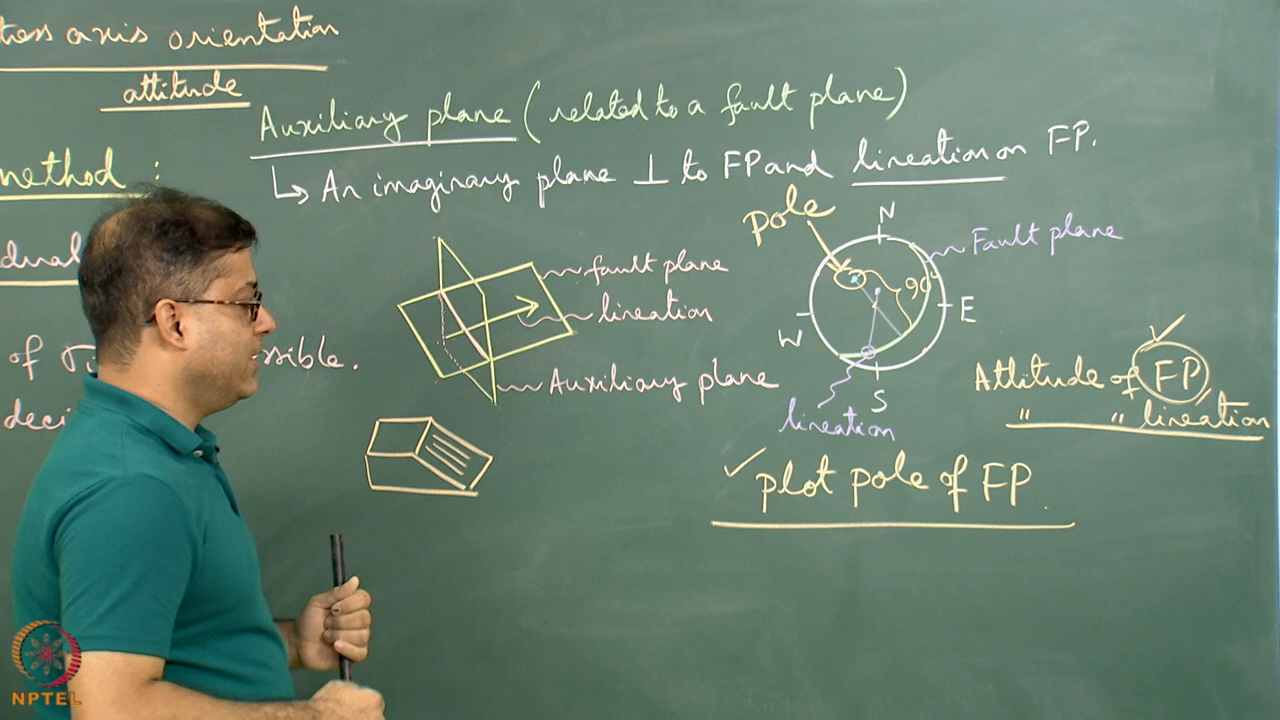 axis orientation
attitude
Auxiliary plane (related to a fault plane)
method :
↳ An imaginary plane ⊥ to FP and lineation on FP.
pole
N
Fault plane
fault plane
90
lineation
W
E
of
Auxiliary plane
S
Attitude of FP
" " lineation
lineation
✓ plot pole of FP.
NPTEL